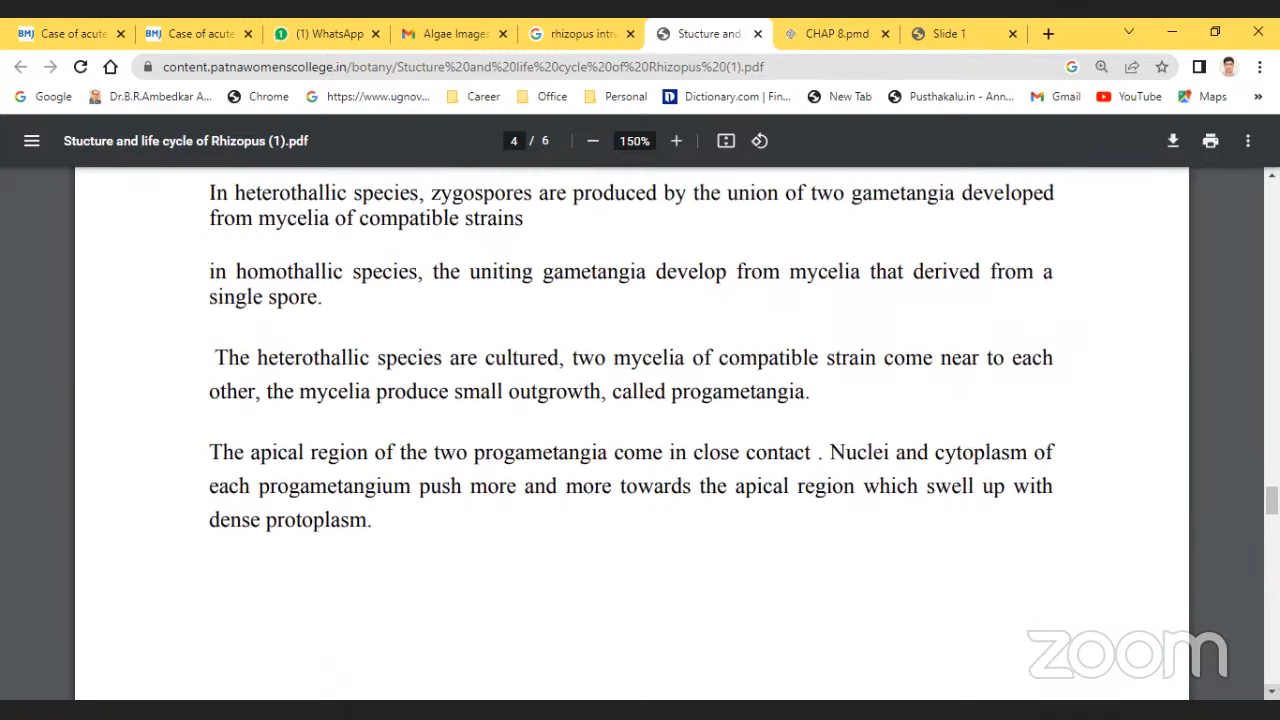 BMJ Case of acute
BMJ Case of acute
1 (1) WhatsApp
Algae Images
rhizopus intr
Stucture and
CHAP 8.pmd
Slide 1
content.patnawomenscollege.in/botany/Stucture%20and%20life%20cycle%20of%20Rhizopus%20(1).pdf
Google
Dr.B.R.Ambedkar A...
Chrome
https://www.ugnov...
Career
Office
Personal
Dictionary.com | Fin...
New Tab
Pusthakalu.in - Ann...
Gmail
YouTube
Maps
»
Stucture and life cycle of Rhizopus (1).pdf
4 / 6
150%
In heterothallic species, zygospores are produced by the union of two gametangia developed
from mycelia of compatible strains
in homothallic species, the uniting gametangia develop from mycelia that derived from a
single spore.
The heterothallic species are cultured, two mycelia of compatible strain come near to each
other, the mycelia produce small outgrowth, called progametangia.
The apical region of the two progametangia come in close contact . Nuclei and cytoplasm of
each progametangium push more and more towards the apical region which swell up with
dense protoplasm.
zoom